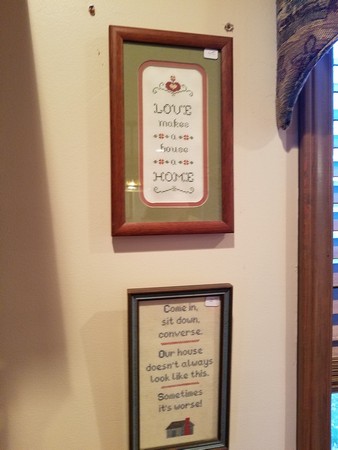 LOVE
makes
a
house
a
HOME
Come in,
sit down,
converse.
Our house
doesn't always
look like this.
Sometimes
it's worse!